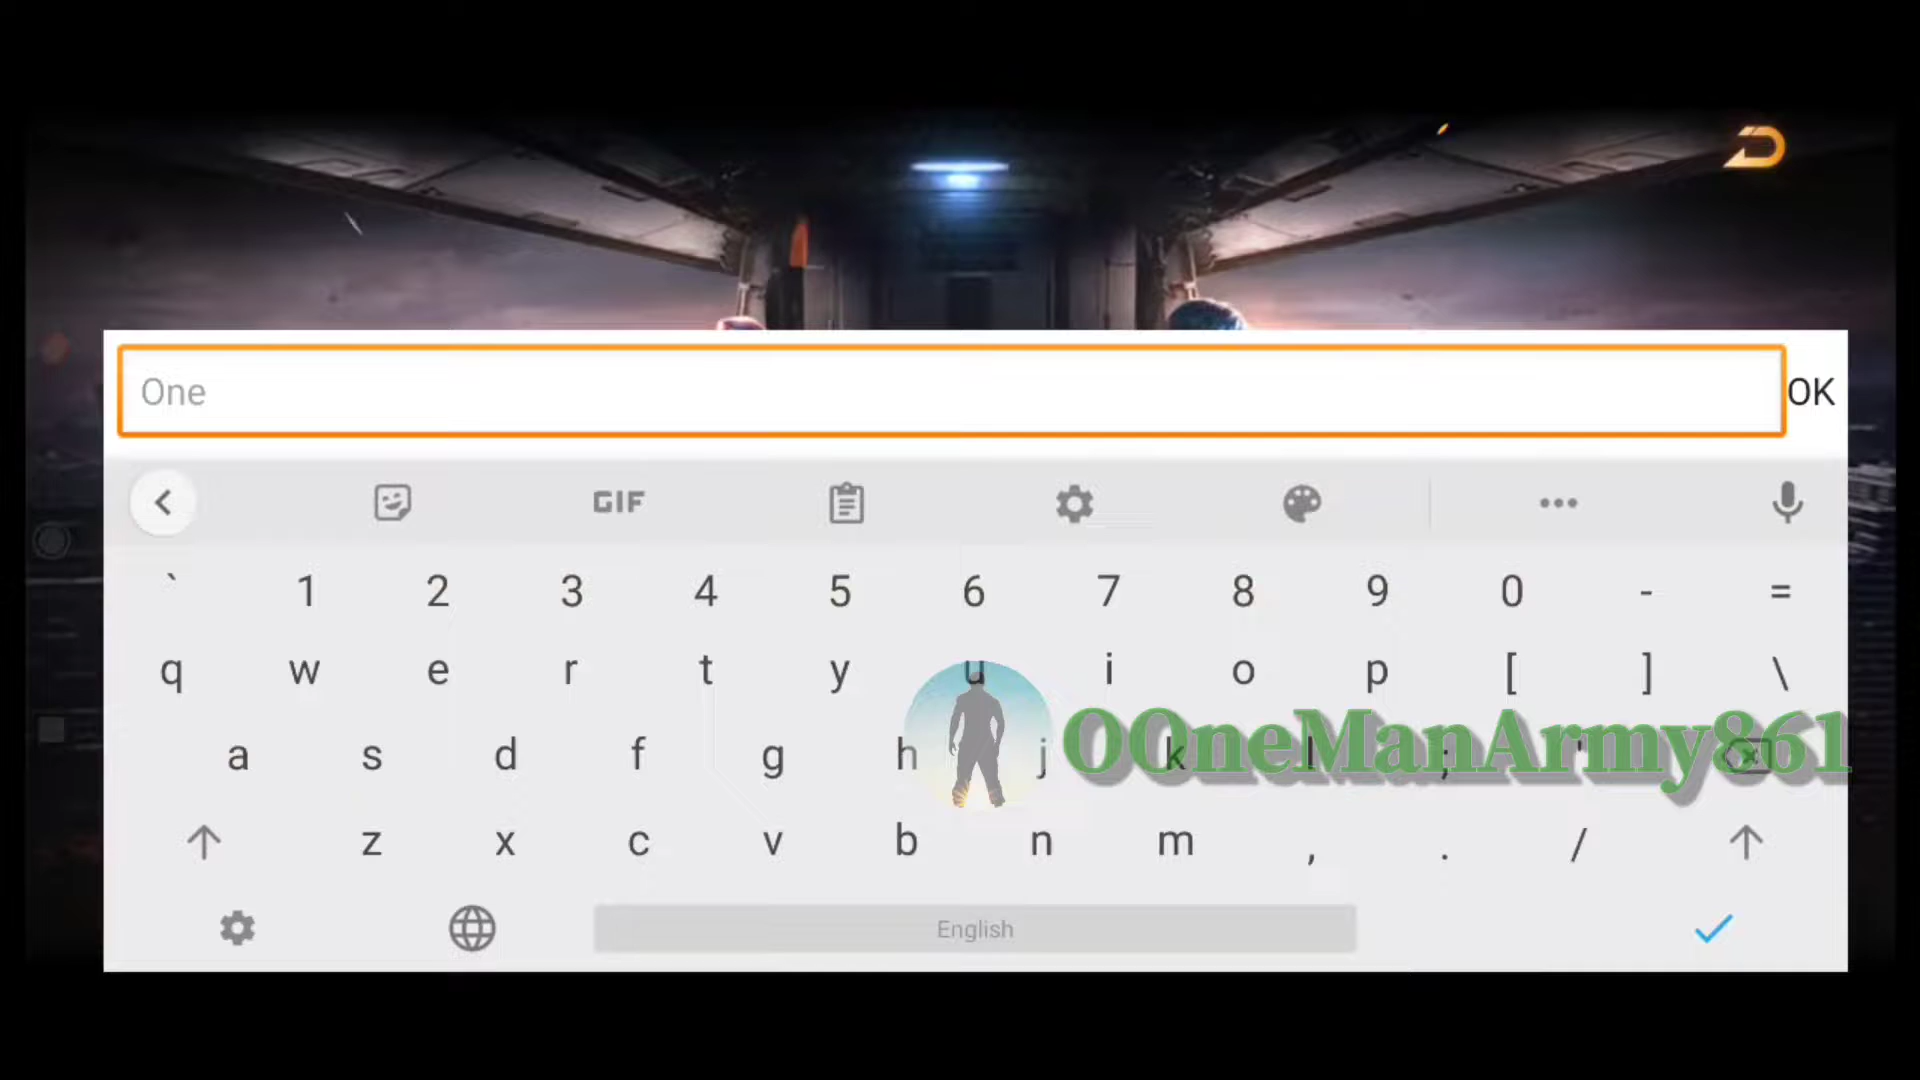 One
OK
GIF
` 1 2 3 4 5 6 7 8 9 0 - =
q w e r t y u i o p [ ] \
OOneManArmy861
a s d f g h j k l ; '
z x c v b n m , . /
English